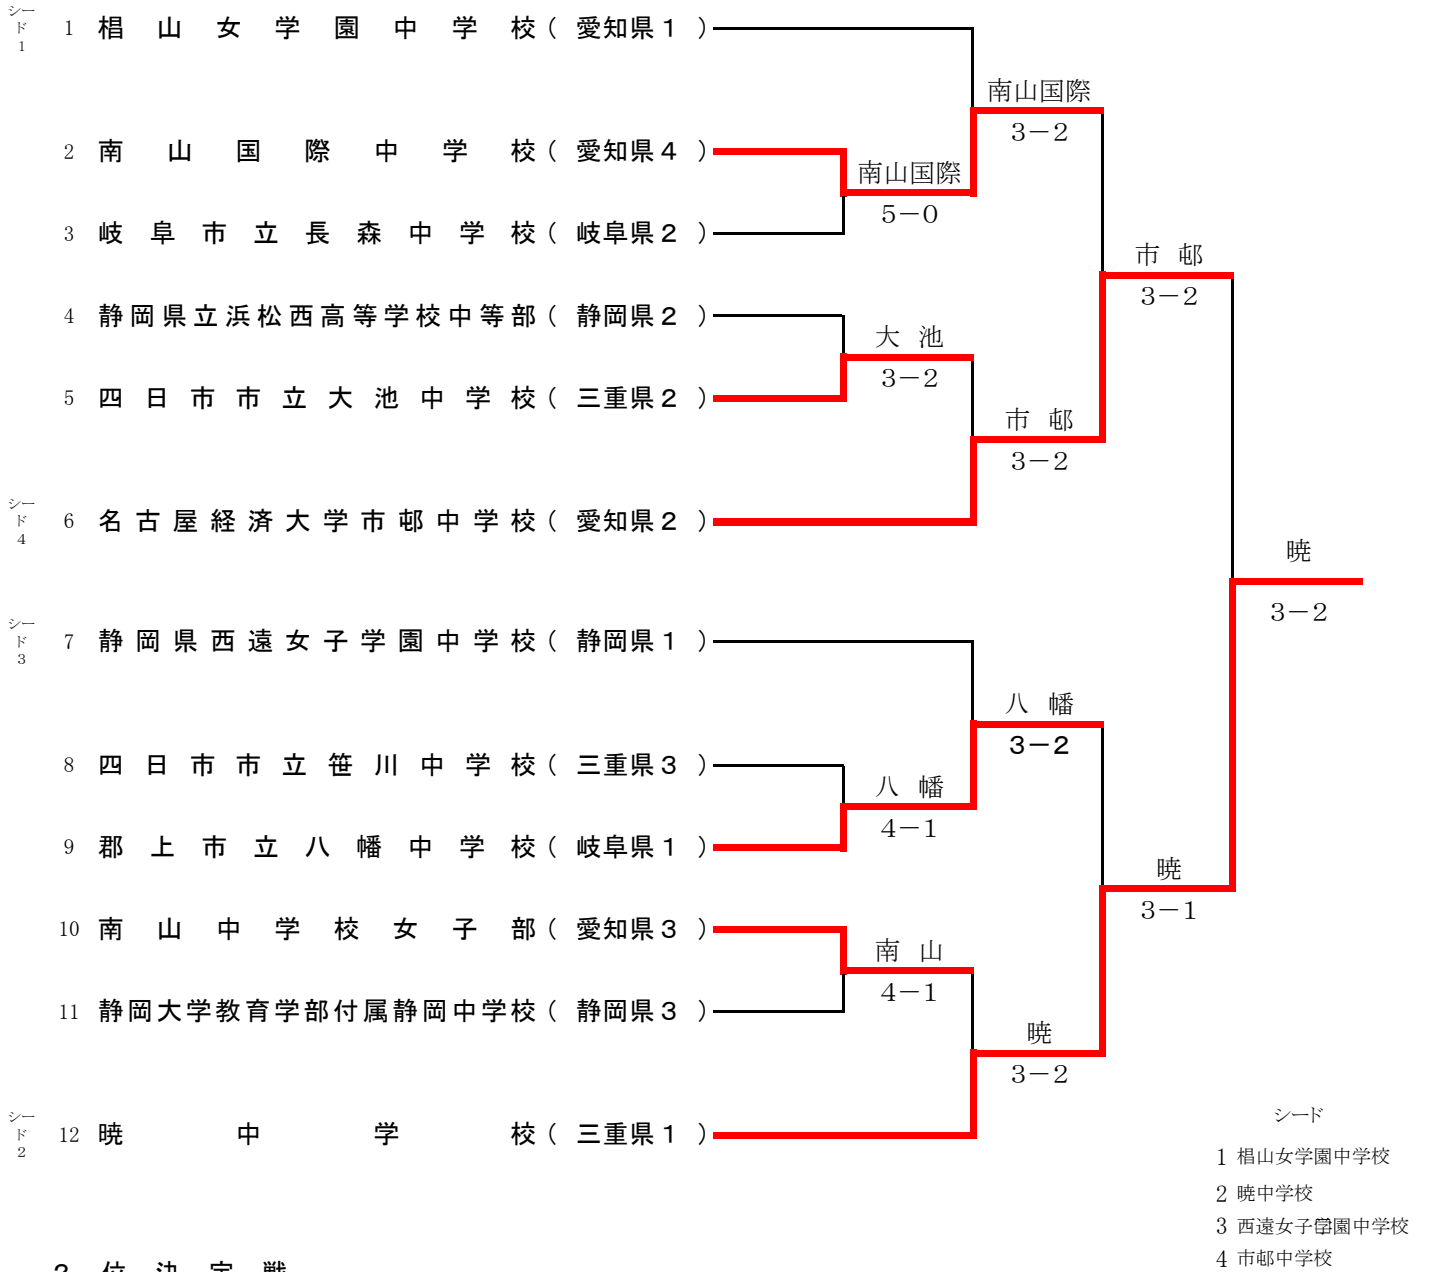 シード1 1 椙山女学園中学校（ 愛知県１ ）
南山国際
3－2
2 南山国際中学校（ 愛知県４ ）
南山国際
5－0
3 岐阜市立長森中学校（ 岐阜県２ ）
市 邨
3－2
4 静岡県立浜松西高等学校中等部（ 静岡県２ ）
大 池
3－2
5 四日市市立大池中学校（ 三重県２ ）
市 邨
3－2
シード4 6 名古屋経済大学市邨中学校（ 愛知県２ ）
暁
3－2
シード3 7 静岡県西遠女子学園中学校（ 静岡県１ ）
八 幡
3－2
8 四日市市立笹川中学校（ 三重県３ ）
八 幡
4－1
9 郡上市立八幡中学校（ 岐阜県１ ）
暁
3－1
10 南山中学校女子部（ 愛知県３ ）
南 山
4－1
11 静岡大学教育学部付属静岡中学校（ 静岡県３ ）
暁
3－2
シード2 12 暁中学校（ 三重県１ ）
シード
1 椙山女学園中学校
2 暁中学校
3 西遠女子学園中学校
4 市邨中学校